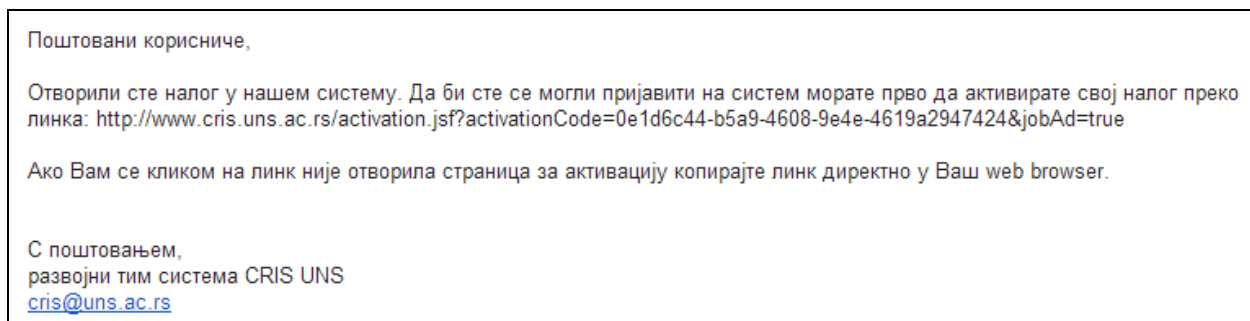 Поштовани корисниче,
Отворили сте налог у нашем систему. Да би сте се могли пријавити на систем морате прво да активирате свој налог преко
линка: http://www.cris.uns.ac.rs/activation.jsf?activationCode=0e1d6c44-b5a9-4608-9e4e-4619a2947424&jobAd=true
Ако Вам се кликом на линк није отворила страница за активацију копирајте линк директно у Ваш web browser.
С поштовањем,
развојни тим система CRIS UNS
cris@uns.ac.rs